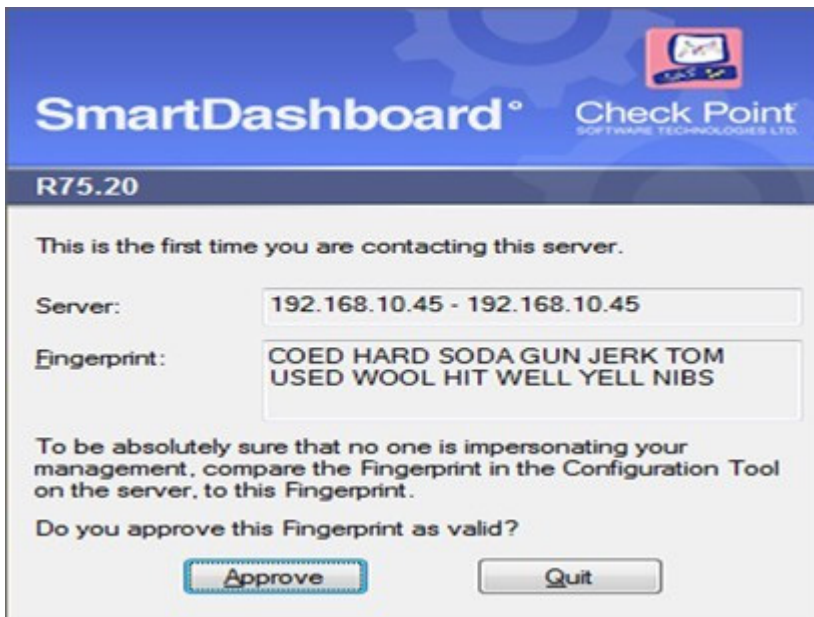 SmartDashboard°
Check Point
SOFTWARE TECHNOLOGIES LTD.
R75.20
This is the first time you are contacting this server.
Server:
192.168.10.45 - 192.168.10.45
Fingerprint:
COED HARD SODA GUN JERK TOM
USED WOOL HIT WELL YELL NIBS
To be absolutely sure that no one is impersonating your
management, compare the Fingerprint in the Configuration Tool
on the server, to this Fingerprint.
Do you approve this Fingerprint as valid?
Approve
Quit